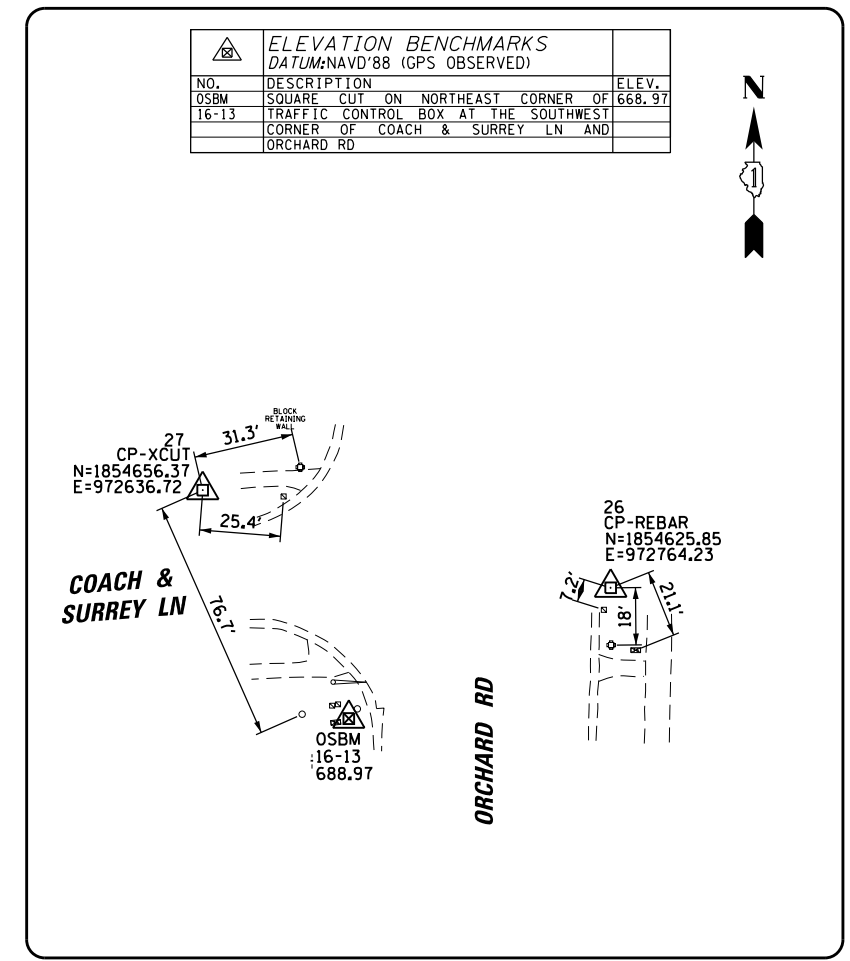 ELEVATION BENCHMARKS
DATUM:NAVD'88 (GPS OBSERVED)
NO. DESCRIPTION ELEV.
OSBM SQUARE CUT ON NORTHEAST CORNER OF 668.97
16-13 TRAFFIC CONTROL BOX AT THE SOUTHWEST
CORNER OF COACH & SURREY LN AND
ORCHARD RD
N
1
BLOCK
RETAINING
WALL
31.3'
27
CP-XCUT
N=1854656.37
E=972636.72
25.4'
COACH &
SURREY LN
76.7'
26
CP-REBAR
N=1854625.85
E=972764.23
7.2'
21.1'
18'
OSBM
16-13
688.97
ORCHARD RD